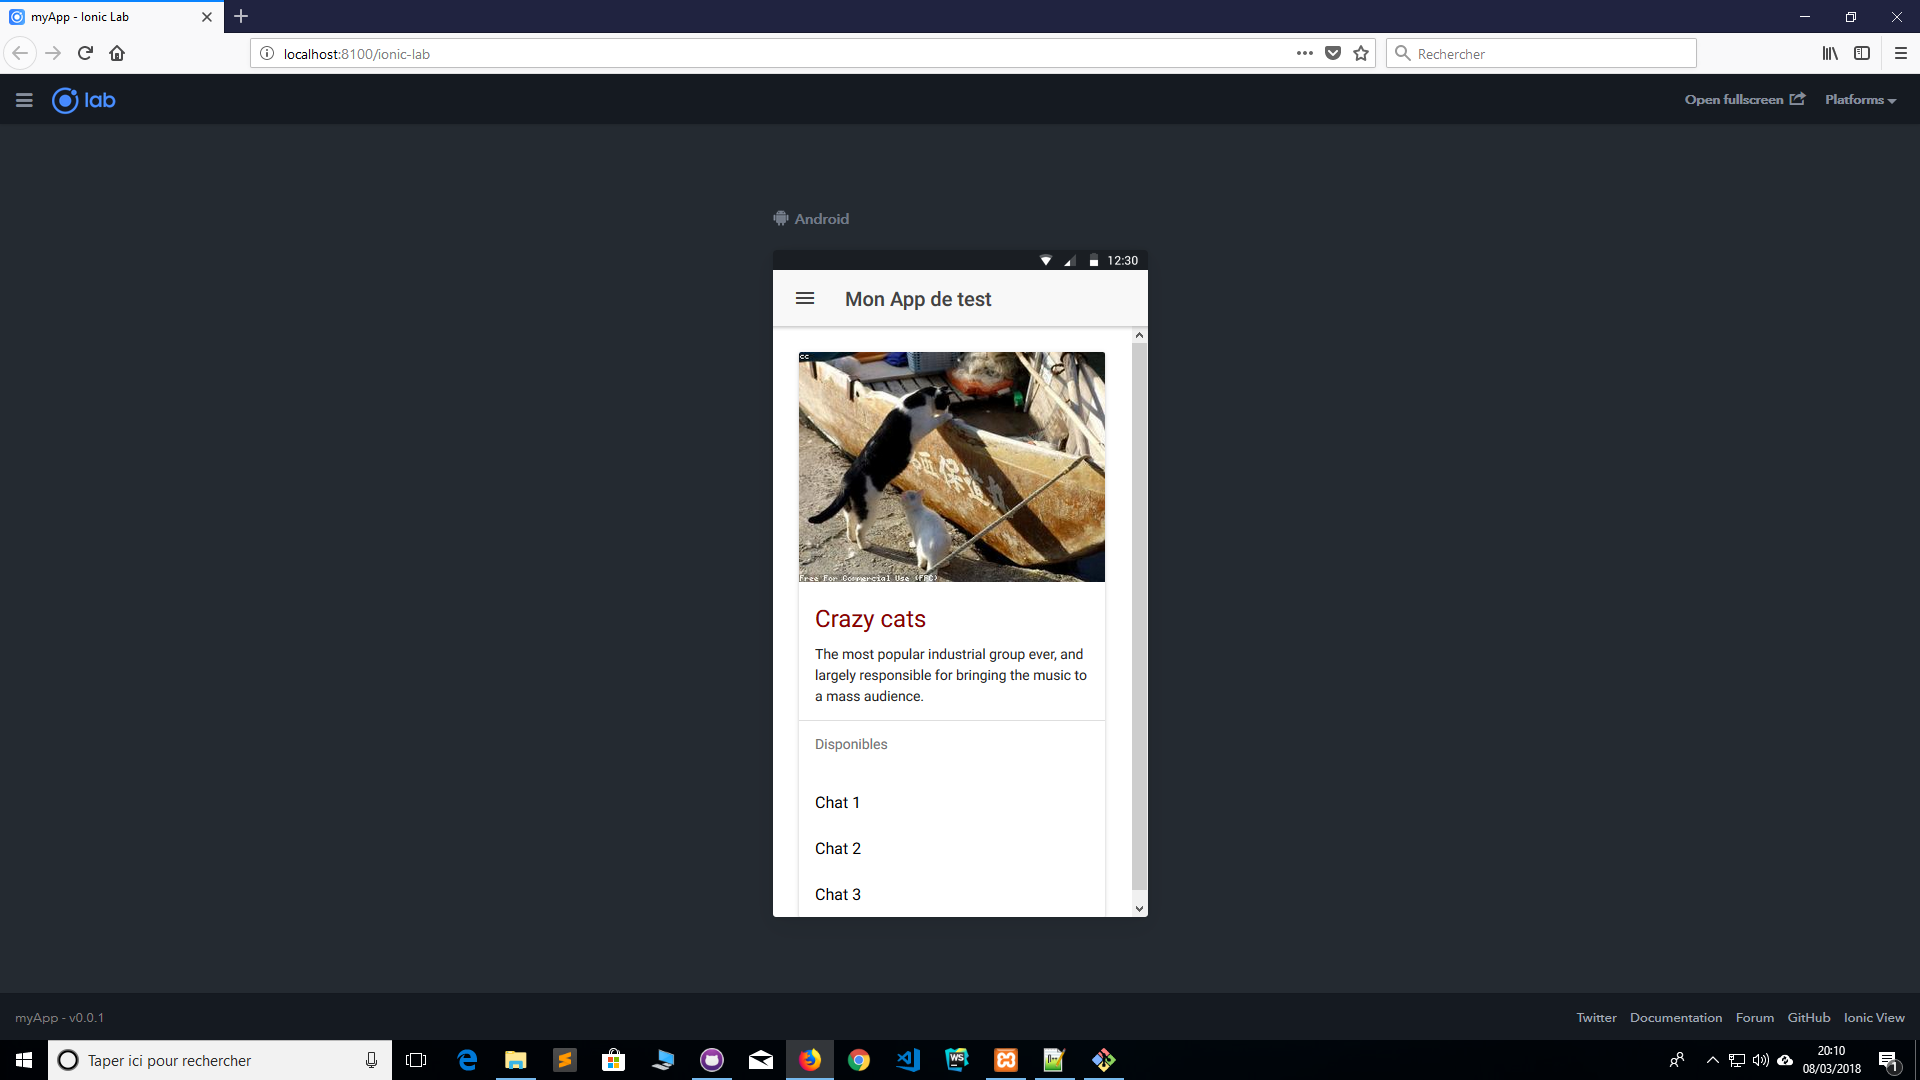 myApp - Ionic Lab
localhost:8100/ionic-lab
Rechercher
lab
Open fullscreen
Platforms
Android
12:30
Mon App de test
cc
Free For Commercial Use (FFC)
Crazy cats
The most popular industrial group ever, and
largely responsible for bringing the music to
a mass audience.
Disponibles
Chat 1
Chat 2
Chat 3
myApp - v0.0.1
Twitter
Documentation
Forum
GitHub
Ionic View
Taper ici pour rechercher
WS
20:10
08/03/2018
1